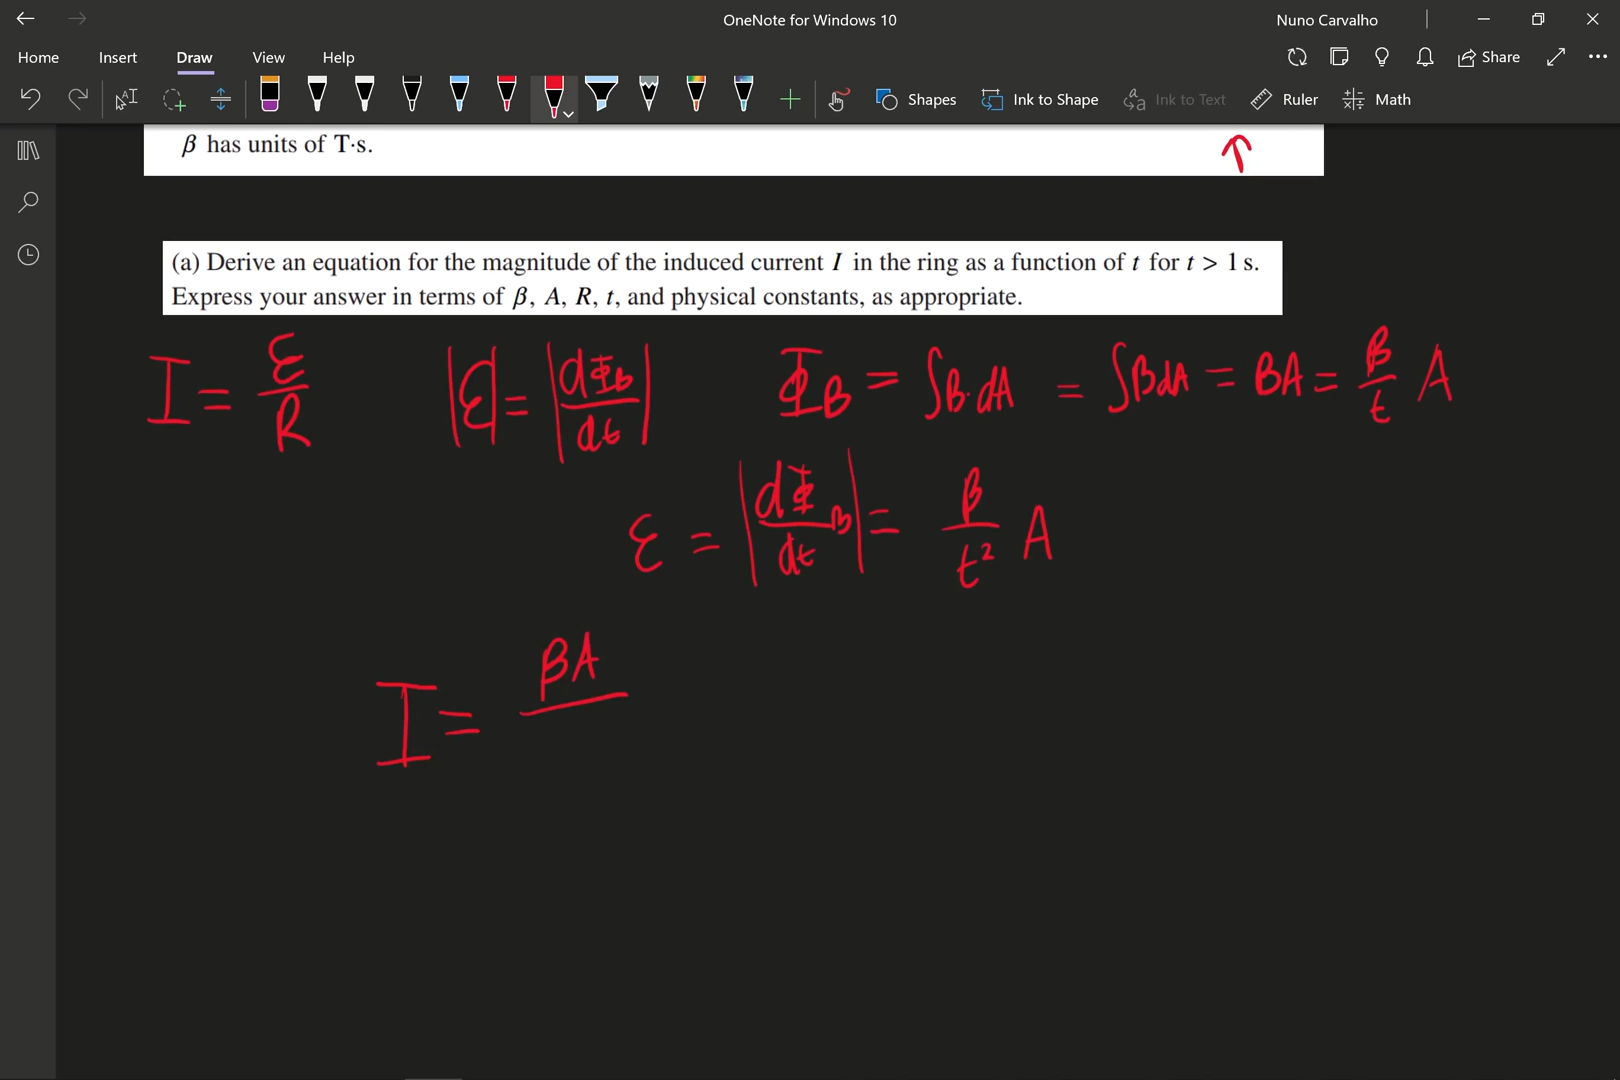 OneNote for Windows 10
Nuno Carvalho
Home Insert Draw View Help
Share
Shapes Ink to Shape Ink to Text Ruler Math
β has units of T·s.
(a) Derive an equation for the magnitude of the induced current I in the ring as a function of t for t > 1 s.
Express your answer in terms of β, A, R, t, and physical constants, as appropriate.
I = ε/R |ε| = |dΦB/dt| ΦB = ∫B·dA = ∫BdA = BA = β/t A
ε = |dΦB/dt| = β/t² A
I = βA